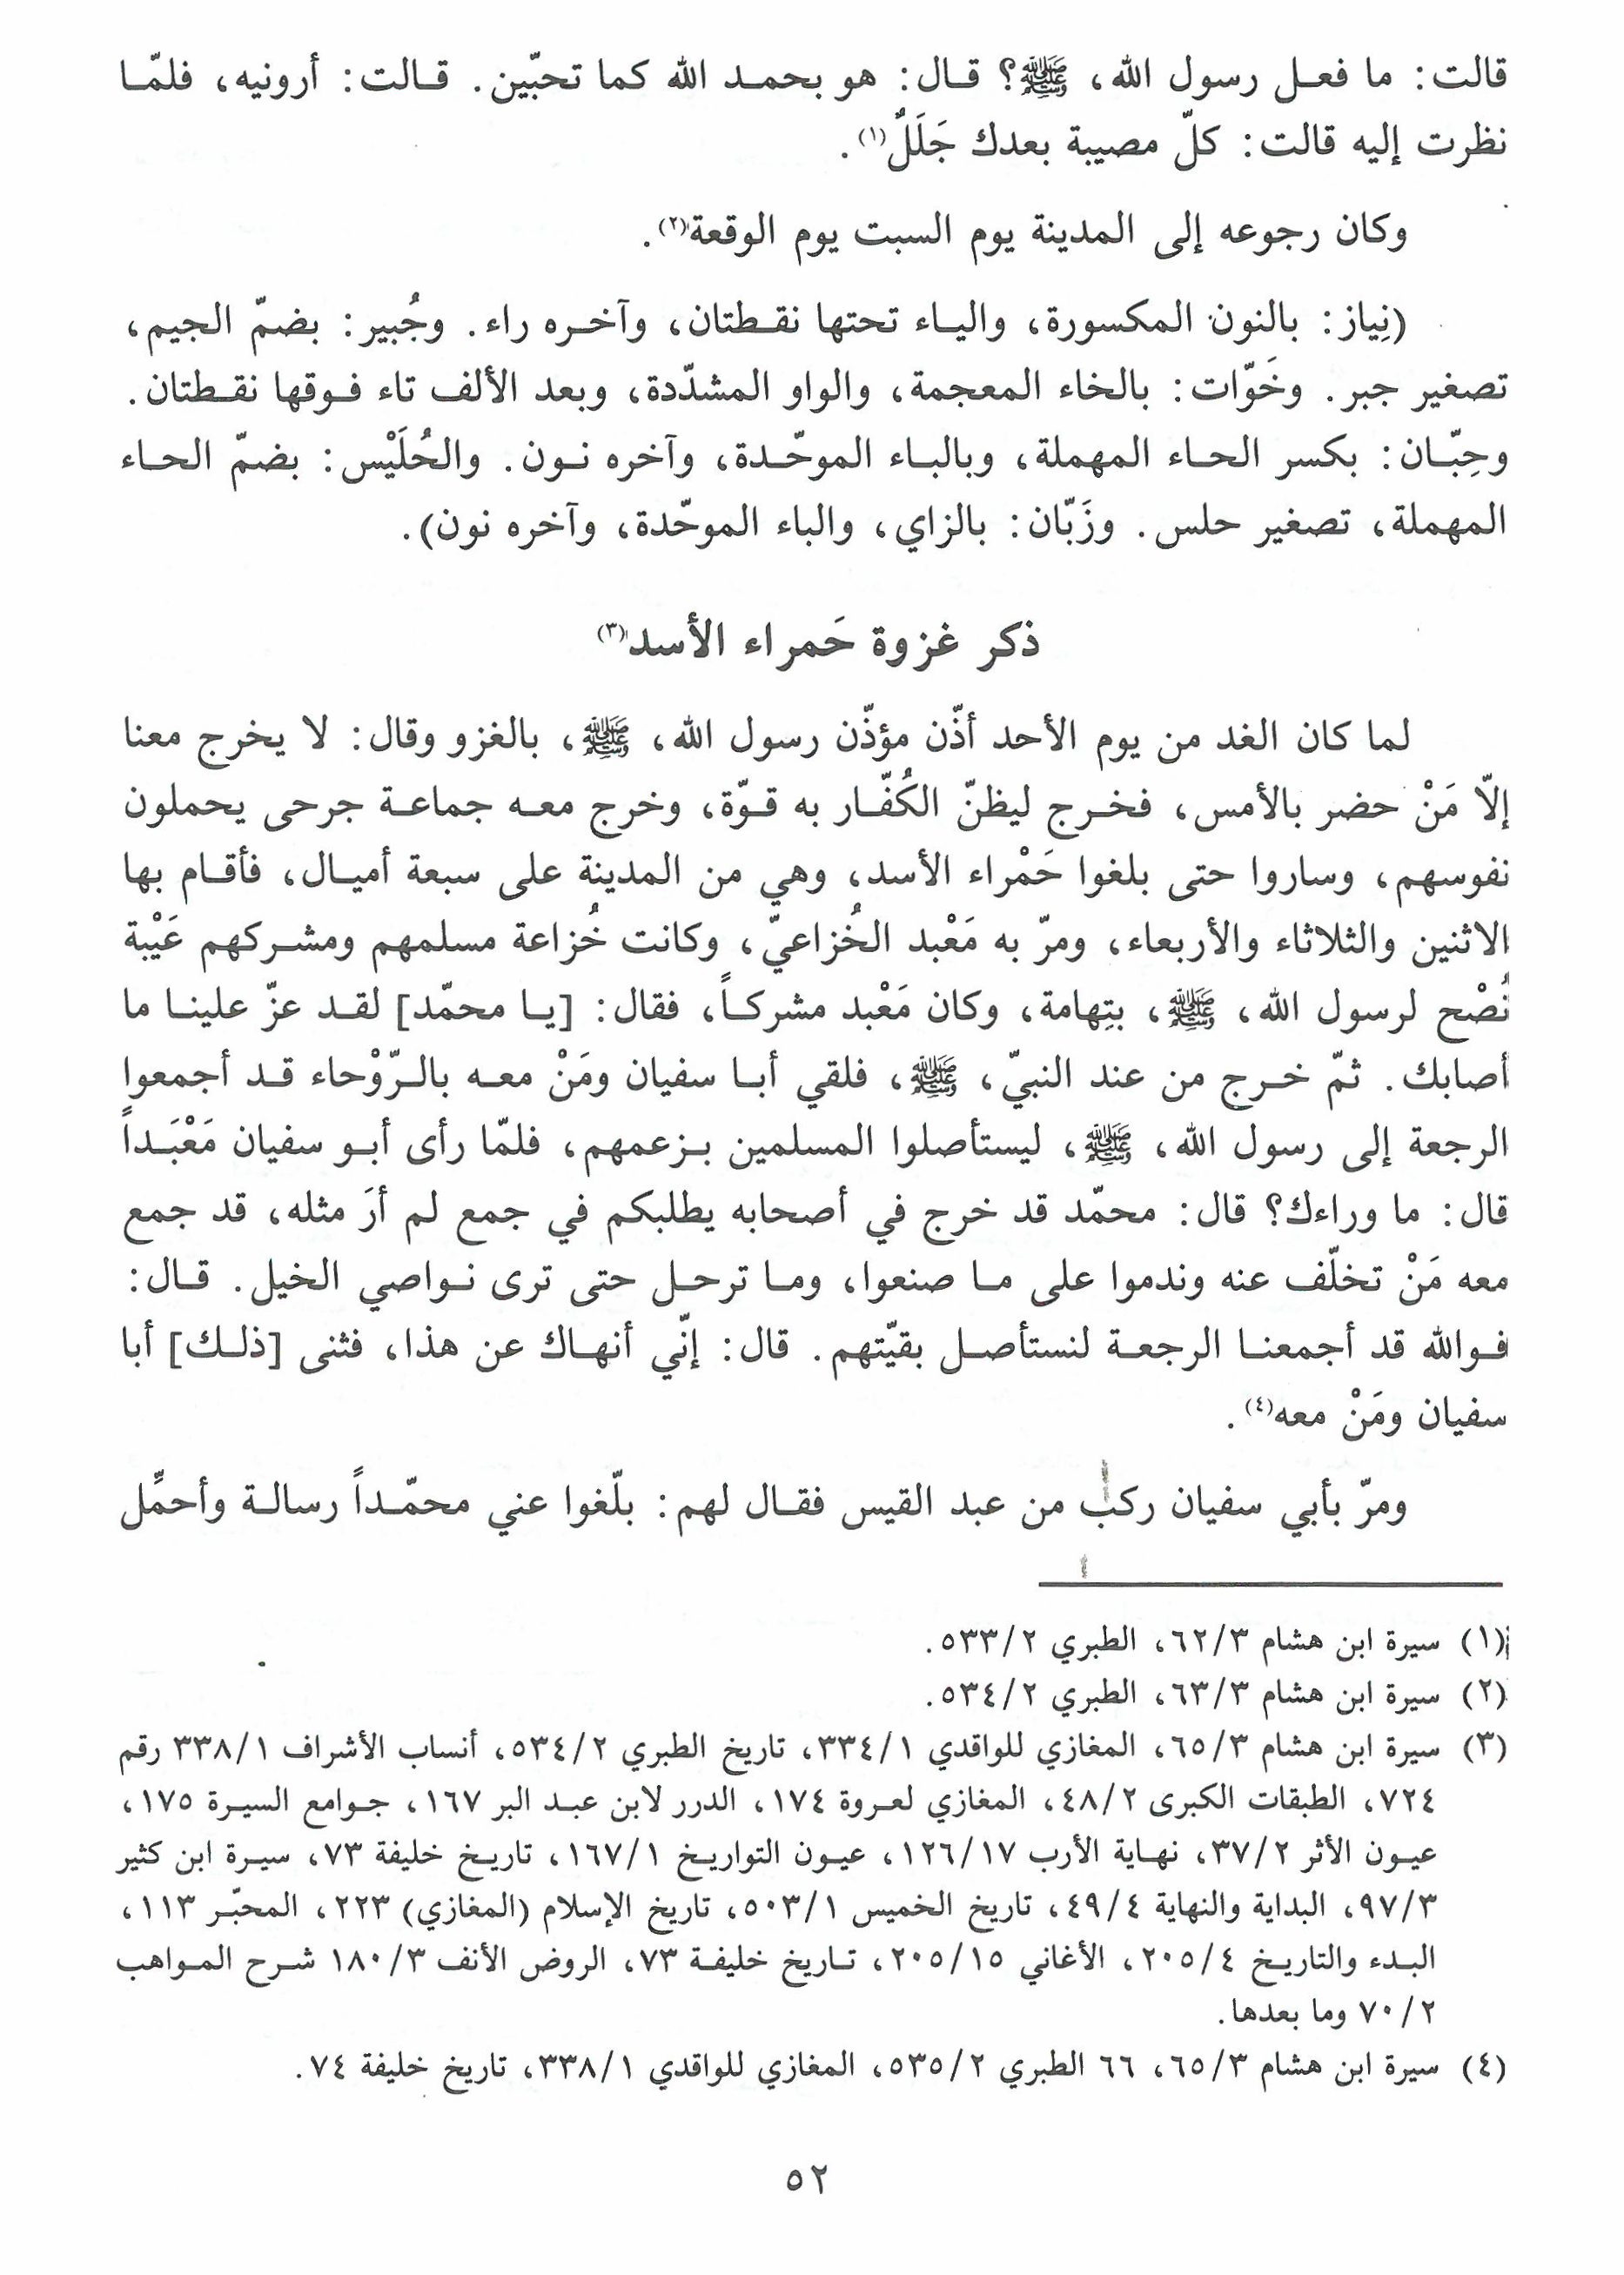 قالت: ما فعل رسول الله، ﷺ؟ قال: هو بحمد الله كما تحبّين. قالت: أرونيه، فلمّا
نظرت إليه قالت: كلّ مصيبة بعدك جَلَلٌ(١).
وكان رجوعه إلى المدينة يوم السبت يوم الوقعة(٢).
(نِياز: بالنون المكسورة، والياء تحتها نقطتان، وآخره راء. وجُبير: بضمّ الجيم،
تصغير جبر. وخَوّات: بالخاء المعجمة، والواو المشدّدة، وبعد الألف تاء فوقها نقطتان.
وحِبّان: بكسر الحاء المهملة، وبالباء الموحّدة، وآخره نون. والحُلَيْس: بضمّ الحاء
المهملة، تصغير حلس. وزَبّان: بالزاي، والباء الموحّدة، وآخره نون).
ذكر غزوة حَمراء الأسد(٣)
لما كان الغد من يوم الأحد أذّن مؤذّن رسول الله، ﷺ، بالغزو وقال: لا يخرج معنا
إلّا مَنْ حضر بالأمس، فخرج ليظنّ الكُفّار به قوّة، وخرج معه جماعة جرحى يحملون
نفوسهم، وساروا حتى بلغوا حَمْراء الأسد، وهي من المدينة على سبعة أميال، فأقام بها
الاثنين والثلاثاء والأربعاء، ومرّ به مَعْبد الخُزاعيّ، وكانت خُزاعة مسلمهم ومشركهم عَيْبة
نُصْح لرسول الله، ﷺ، بتِهامة، وكان مَعْبد مشركاً، فقال: [يا محمّد] لقد عزّ علينا ما
أصابك. ثمّ خرج من عند النبيّ، ﷺ، فلقي أبا سفيان ومَنْ معه بالرّوْحاء قد أجمعوا
الرجعة إلى رسول الله، ﷺ، ليستأصلوا المسلمين بزعمهم، فلمّا رأى أبو سفيان مَعْبَداً
قال: ما وراءك؟ قال: محمّد قد خرج في أصحابه يطلبكم في جمع لم أرَ مثله، قد جمع
معه مَنْ تخلّف عنه وندموا على ما صنعوا، وما ترحل حتى ترى نواصي الخيل. قال:
فوالله قد أجمعنا الرجعة لنستأصل بقيّتهم. قال: إنّي أنهاك عن هذا، فثنى [ذلك] أبا
سفيان ومَنْ معه(٤).
ومرّ بأبي سفيان ركب من عبد القيس فقال لهم: بلّغوا عني محمّداً رسالة وأحمِّل
(١) سيرة ابن هشام ٦٢/٣، الطبري ٥٣٣/٢.
(٢) سيرة ابن هشام ٦٣/٣، الطبري ٥٣٤/٢.
(٣) سيرة ابن هشام ٦٥/٣، المغازي للواقدي ٣٣٤/١، تاريخ الطبري ٥٣٤/٢، أنساب الأشراف ٣٣٨/١ رقم
٧٢٤، الطبقات الكبرى ٤٨/٢، المغازي لعروة ١٧٤، الدرر لابن عبد البر ١٦٧، جوامع السيرة ١٧٥،
عيون الأثر ٣٧/٢، نهاية الأرب ١٢٦/١٧، عيون التواريخ ١٦٧/١، تاريخ خليفة ٧٣، سيرة ابن كثير
٩٧/٣، البداية والنهاية ٤٩/٤، تاريخ الخميس ٥٠٣/١، تاريخ الإسلام (المغازي) ٢٢٣، المحبّر ١١٣،
البدء والتاريخ ٢٠٥/٤، الأغاني ٢٠٥/١٥، تاريخ خليفة ٧٣، الروض الأنف ١٨٠/٣ شرح المواهب
٧٠/٢ وما بعدها.
(٤) سيرة ابن هشام ٦٥/٣، ٦٦ الطبري ٥٣٥/٢، المغازي للواقدي ٣٣٨/١، تاريخ خليفة ٧٤.
٥٢